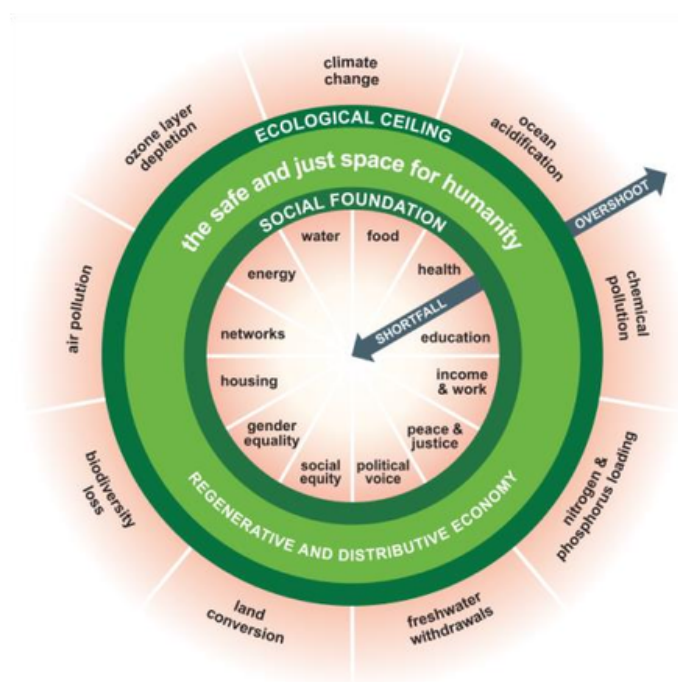 climate
change
ocean
acidification
chemical
pollution
nitrogen &
phosphorus loading
freshwater
withdrawals
land
conversion
biodiversity
loss
air pollution
ozone layer
depletion
ECOLOGICAL CEILING
the safe and just space for humanity
SOCIAL FOUNDATION
OVERSHOOT
SHORTFALL
water
food
health
education
income
& work
peace &
justice
political
voice
social
equity
gender
equality
housing
networks
energy
REGENERATIVE AND DISTRIBUTIVE ECONOMY